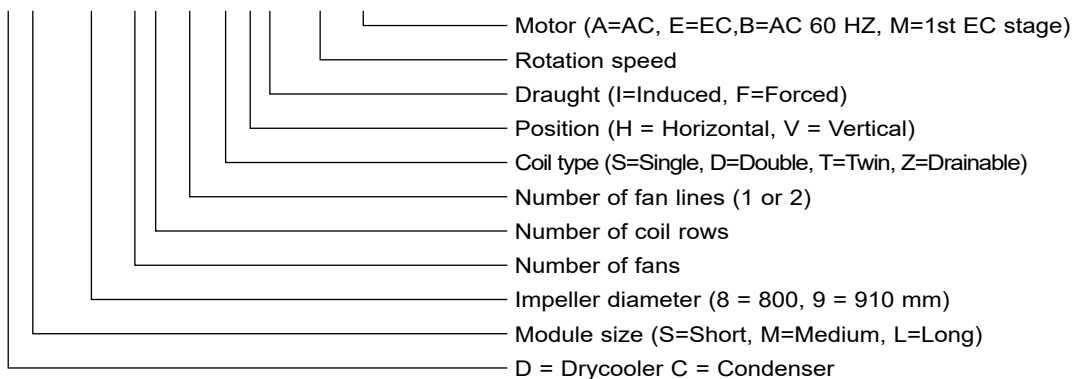 Motor (A=AC, E=EC,B=AC 60 HZ, M=1st EC stage)
Rotation speed
Draught (I=Induced, F=Forced)
Position (H = Horizontal, V = Vertical)
Coil type (S=Single, D=Double, T=Twin, Z=Drainable)
Number of fan lines (1 or 2)
Number of coil rows
Number of fans
Impeller diameter (8 = 800, 9 = 910 mm)
Module size (S=Short, M=Medium, L=Long)
D = Drycooler C = Condenser